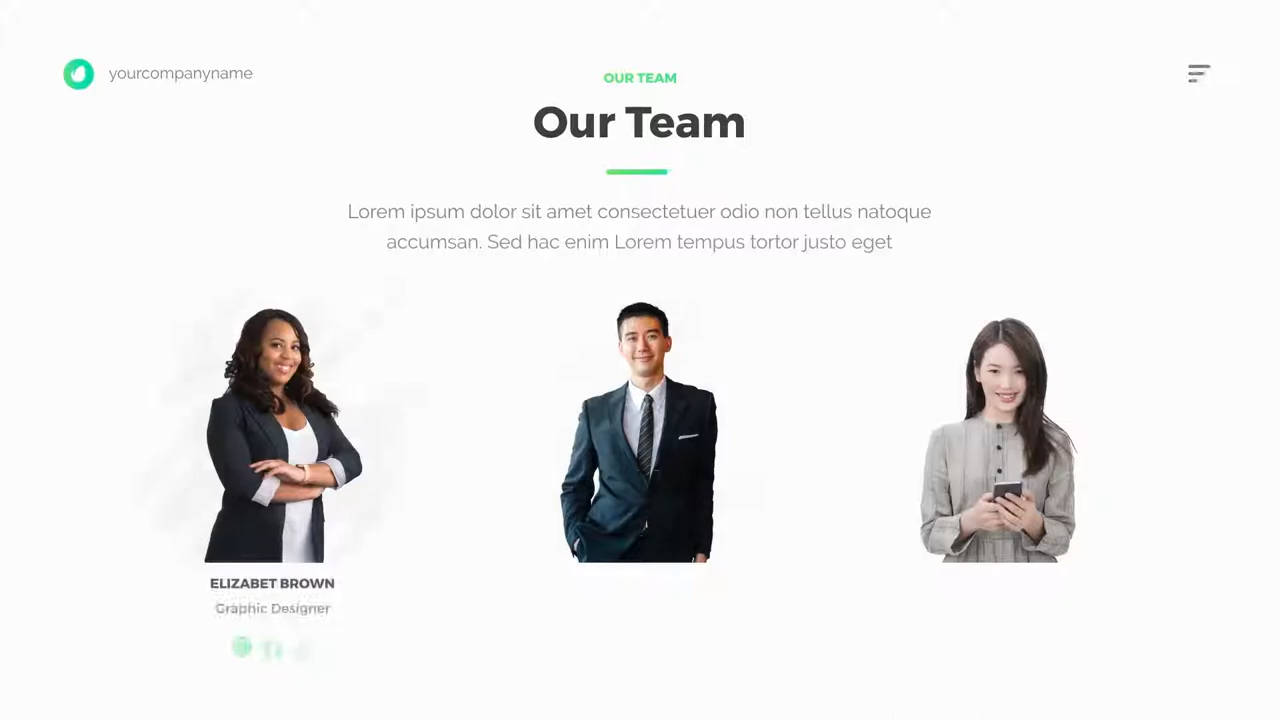 yourcompanyname
OUR TEAM
Our Team
Lorem ipsum dolor sit amet consectetuer odio non tellus natoque
accumsan. Sed hac enim Lorem tempus tortor justo eget
ELIZABET BROWN
Graphic Designer